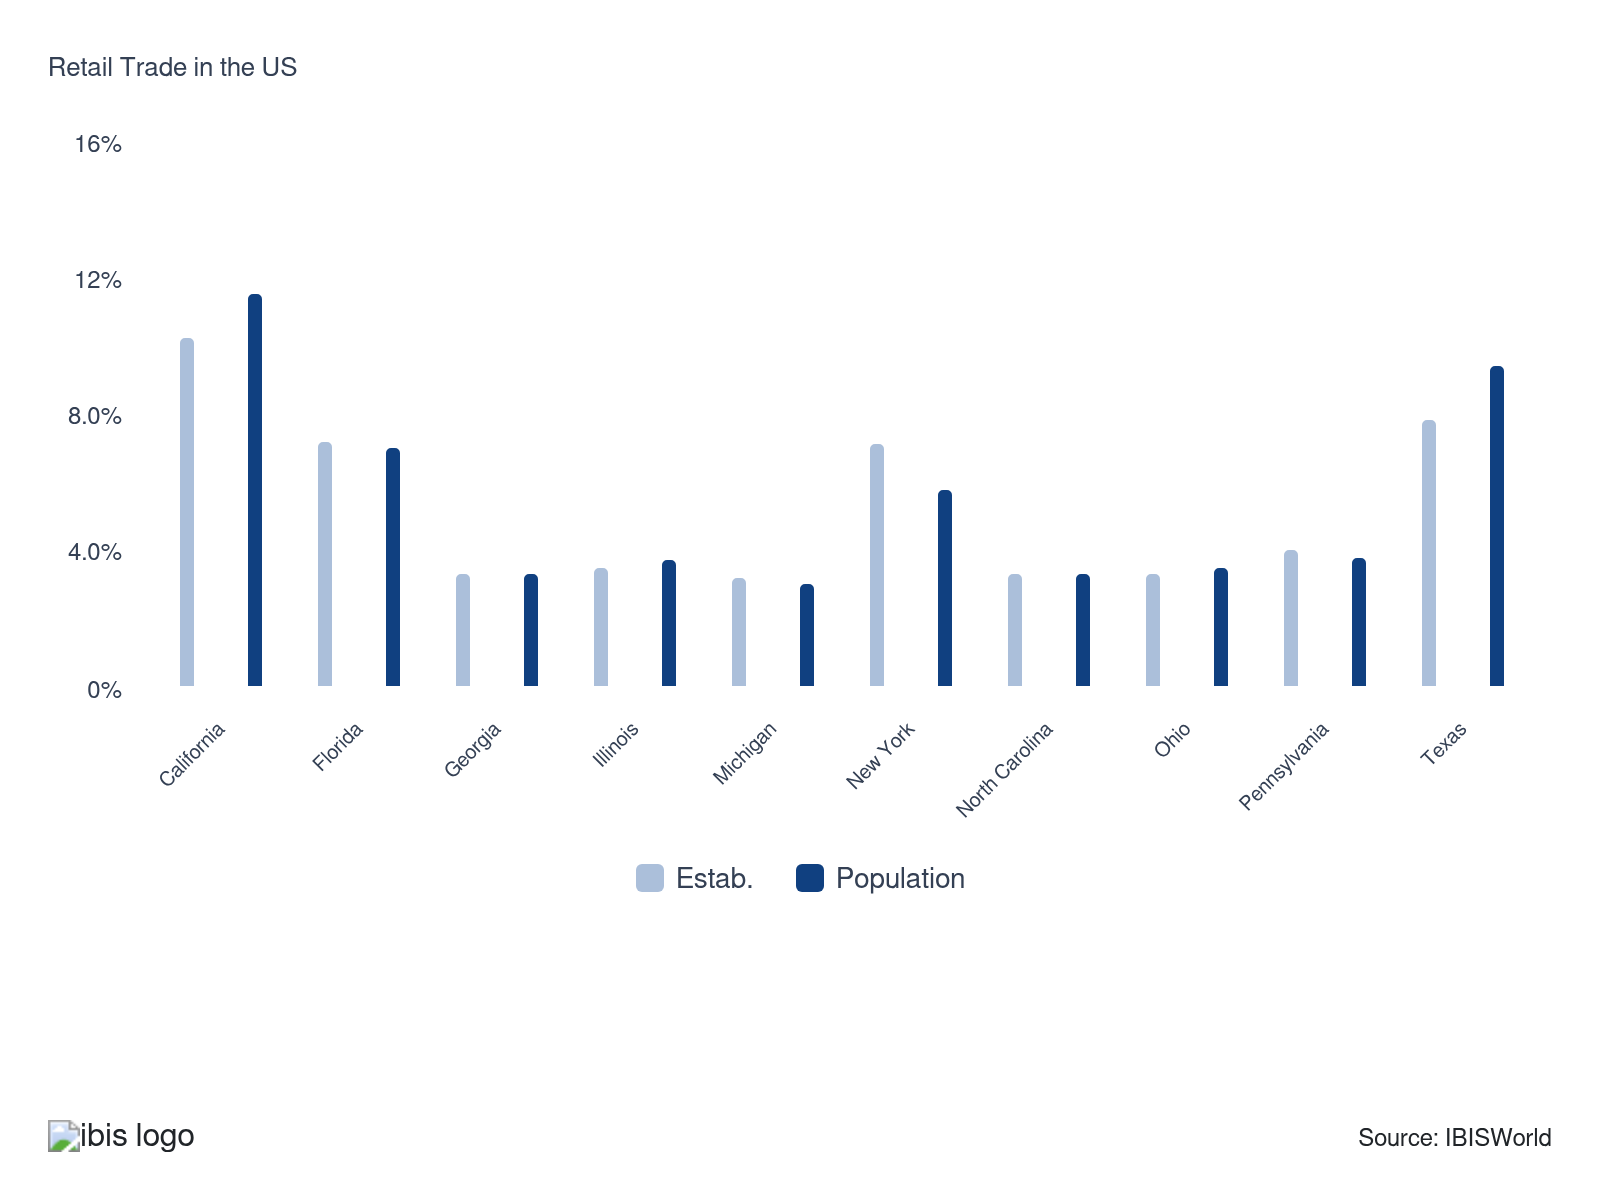 Retail Trade in the US
16%
12%
8.0%
4.0%
0%
California
Florida
Georgia
Illinois
Michigan
New York
North Carolina
Ohio
Pennsylvania
Texas
Estab.
Population
ibis logo
Source: IBISWorld